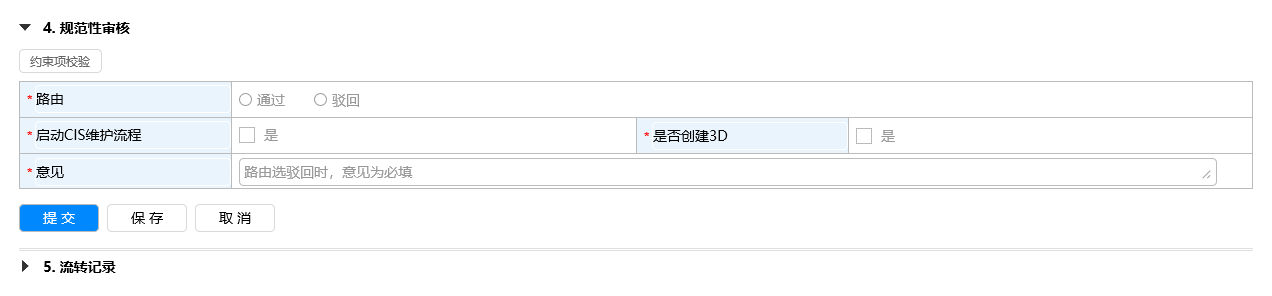 4. 规范性审核
约束项校验
* 路由 通过 驳回
* 启动CIS维护流程 是 * 是否创建3D 是
* 意见 路由选驳回时，意见为必填
提 交 保 存 取 消
5. 流转记录